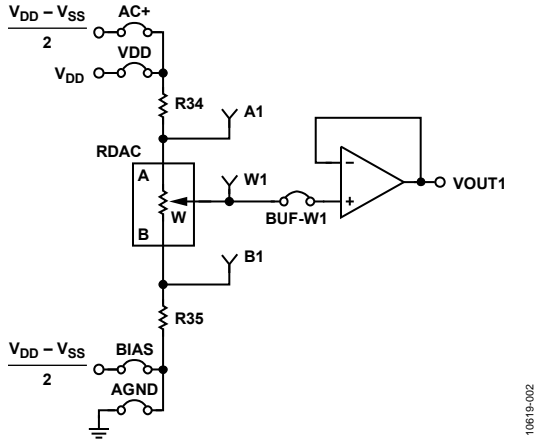 V_DD – V_SS
2
AC+
VDD
V_DD
R34
A1
RDAC
A
W1
W
BUF-W1
–
+
VOUT1
B
B1
R35
V_DD – V_SS
2
BIAS
AGND
10619-002